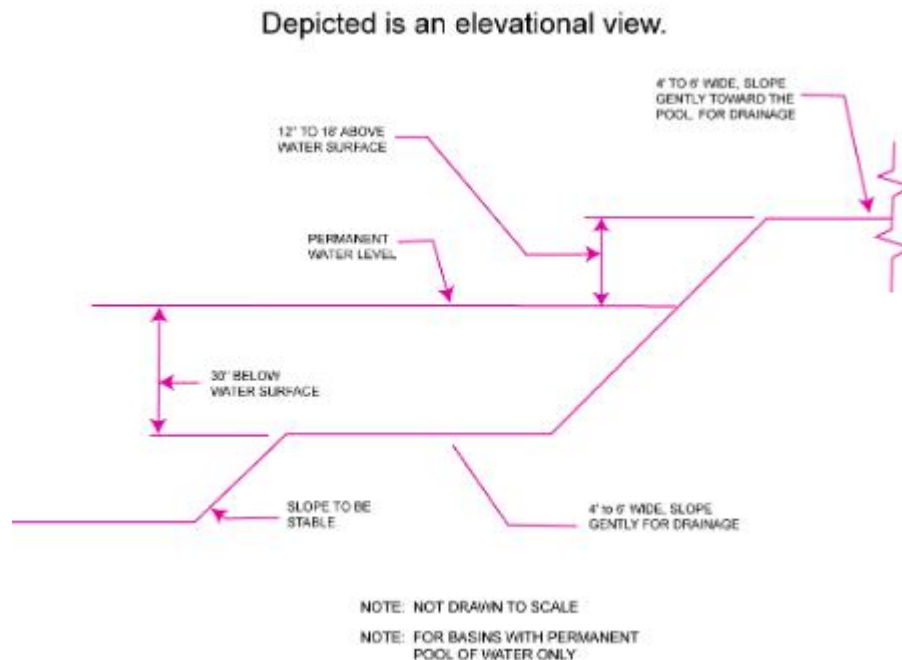 Depicted is an elevational view.
4' TO 6' WIDE, SLOPE
GENTLY TOWARD THE
POOL, FOR DRAINAGE
12" TO 18' ABOVE
WATER SURFACE
PERMANENT
WATER LEVEL
30" BELOW
WATER SURFACE
SLOPE TO BE
STABLE
4' to 6' WIDE, SLOPE
GENTLY FOR DRAINAGE
NOTE: NOT DRAWN TO SCALE
NOTE: FOR BASINS WITH PERMANENT
POOL OF WATER ONLY